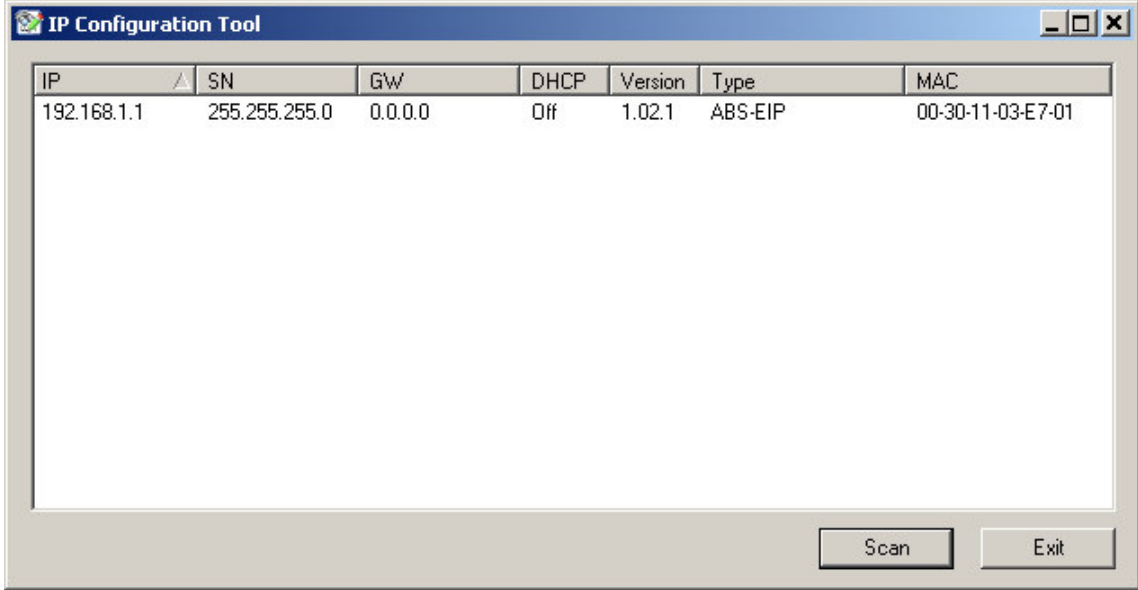 IP Configuration Tool
IP SN GW DHCP Version Type MAC
192.168.1.1 255.255.255.0 0.0.0.0 Off 1.02.1 ABS-EIP 00-30-11-03-E7-01
Scan Exit